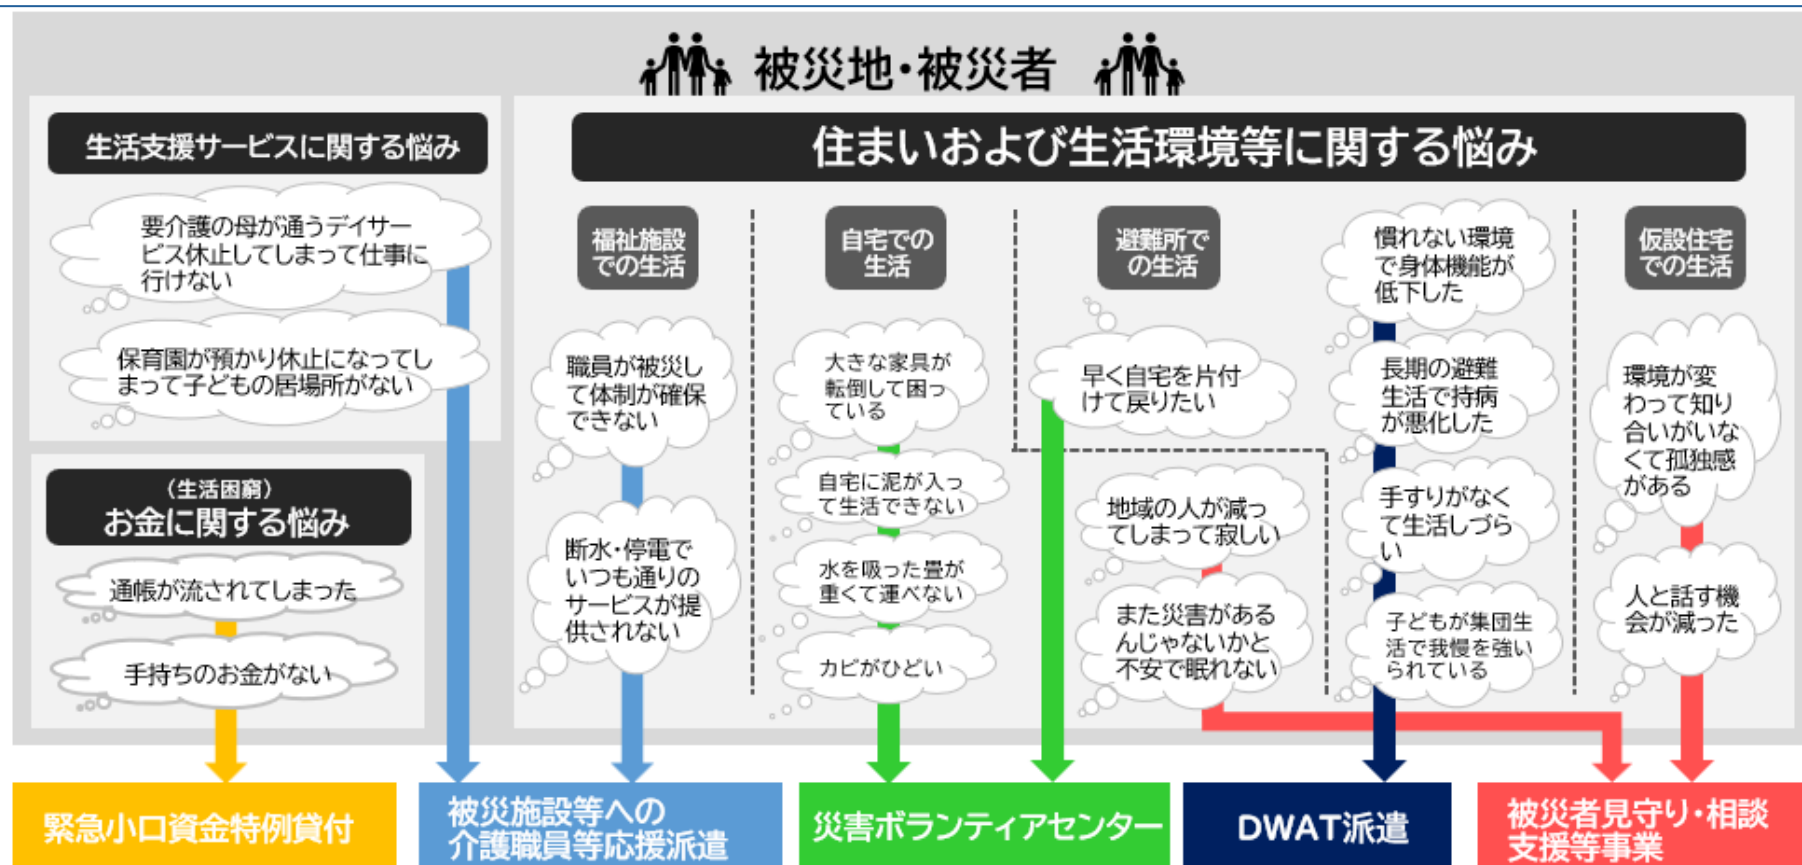 被災地・被災者
生活支援サービスに関する悩み
要介護の母が通うデイサー
ビス休止してしまって仕事に
行けない
保育園が預かり休止になってし
まって子どもの居場所がない
(生活困窮)
お金に関する悩み
通帳が流されてしまった
手持ちのお金がない
住まいおよび生活環境等に関する悩み
福祉施設
での生活
職員が被災し
て体制が確保
できない
断水・停電で
いつも通りの
サービスが提
供されない
自宅での
生活
大きな家具が
転倒して困っ
ている
自宅に泥が入っ
て生活できない
水を吸った畳が
重くて運べない
カビがひどい
避難所で
の生活
早く自宅を片付
けて戻りたい
地域の人が減っ
てしまって寂しい
また災害がある
んじゃないかと
不安で眠れない
慣れない環境
で身体機能が
低下した
長期の避難
生活で持病
が悪化した
手すりがなく
て生活しづら
い
子どもが集団生
活で我慢を強い
られている
仮設住宅
での生活
環境が変
わって知り
合いがいな
くて孤独感
がある
人と話す機
会が減った
緊急小口資金特例貸付
被災施設等への
介護職員等応援派遣
災害ボランティアセンター
DWAT派遣
被災者見守り・相談
支援等事業